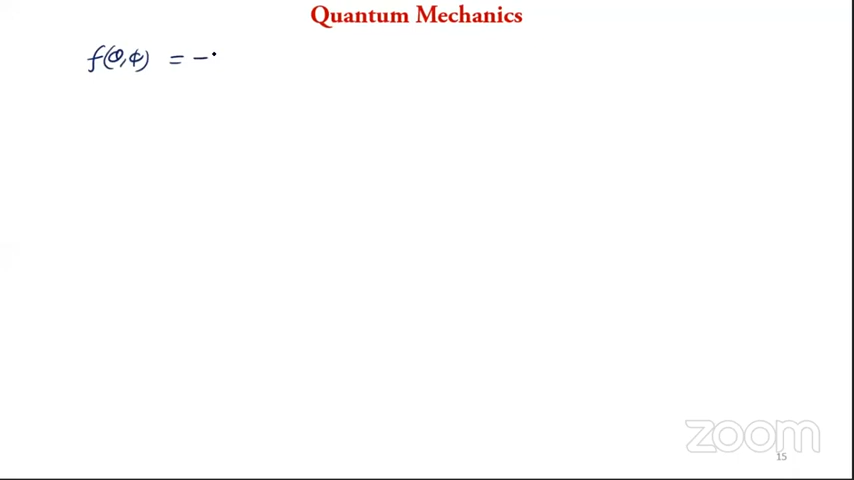 Quantum Mechanics
f(θ,φ) = −
zoom
15